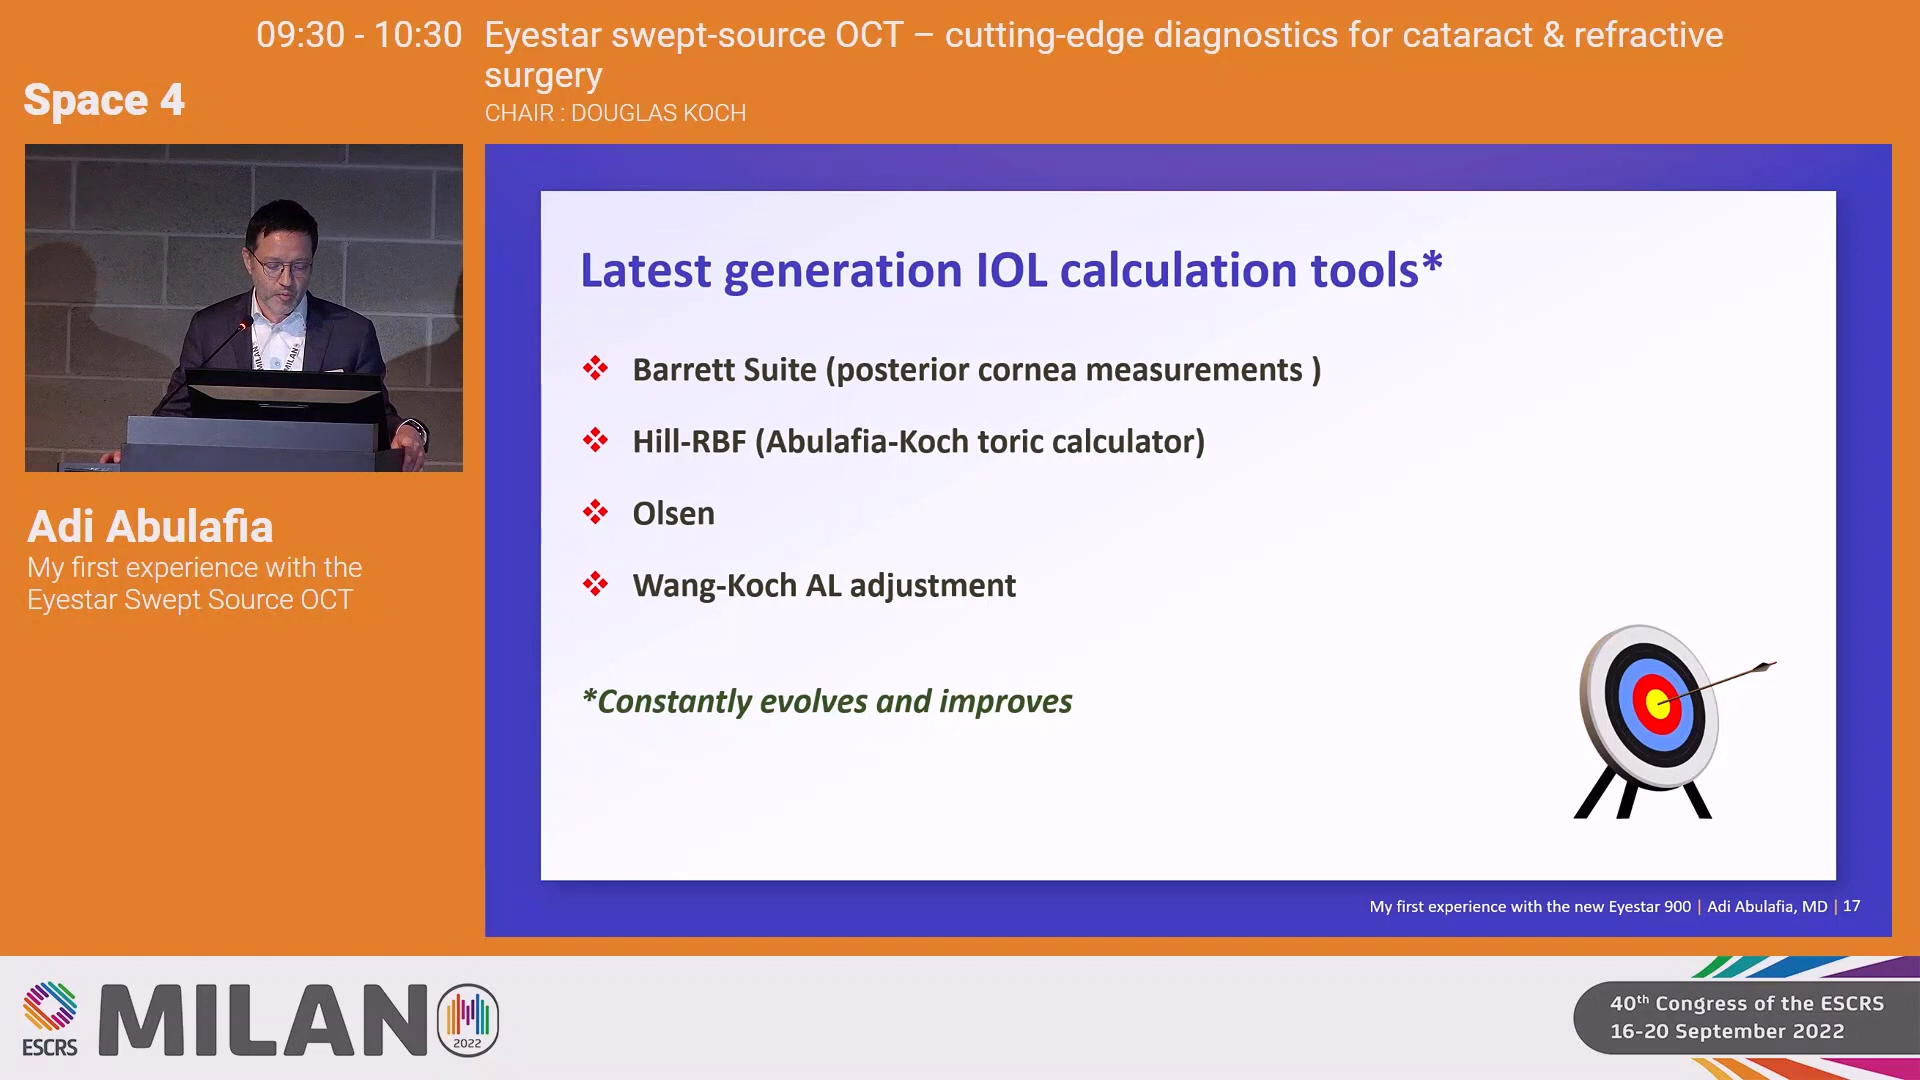 09:30 - 10:30 Eyestar swept-source OCT – cutting-edge diagnostics for cataract & refractive
surgery
CHAIR : DOUGLAS KOCH
Space 4
MILAN
MILAN
Adi Abulafia
My first experience with the
Eyestar Swept Source OCT
Latest generation IOL calculation tools*
Barrett Suite (posterior cornea measurements )
Hill-RBF (Abulafia-Koch toric calculator)
Olsen
Wang-Koch AL adjustment
*Constantly evolves and improves
My first experience with the new Eyestar 900 | Adi Abulafia, MD | 17
ESCRS
MILANO
2022
40th Congress of the ESCRS
16-20 September 2022